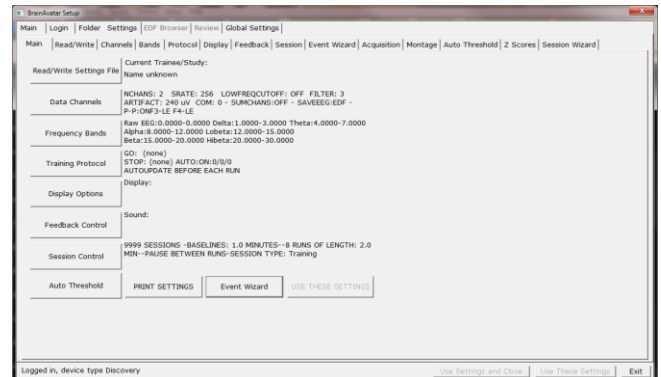 BrainAvatar Setup
Main Login Folder Settings EDF Browser Review Global Settings
Main Read/Write Channels Bands Protocol Display Feedback Session Event Wizard Acquisition Montage Auto Threshold Z Scores Session Wizard
Read/Write Settings File
Current Trainee/Study:
Name unknown
Data Channels
NCHANS: 2 SRATE: 256 LOWFREQCUTOFF: OFF FILTER: 3
ARTIFACT: 240 uV COM: 0 - SUMCHANS:OFF - SAVEEEG:EDF -
P-P:ONF3-LE F4-LE
Frequency Bands
Raw EEG:0.0000-0.0000 Delta:1.0000-3.0000 Theta:4.0000-7.0000
Alpha:8.0000-12.0000 Lobeta:12.0000-15.0000
Beta:15.0000-20.0000 Hibeta:20.0000-30.0000
Training Protocol
GO: (none)
STOP: (none) AUTO:ON:0/0/0
AUTOUPDATE BEFORE EACH RUN
Display Options
Display:
Feedback Control
Sound:
Session Control
9999 SESSIONS -BASELINES: 1.0 MINUTES--8 RUNS OF LENGTH: 2.0
MIN--PAUSE BETWEEN RUNS-SESSION TYPE: Training
Auto Threshold PRINT SETTINGS Event Wizard USE THESE SETTINGS
Logged in, device type Discovery Use Settings and Close Use These Settings Exit